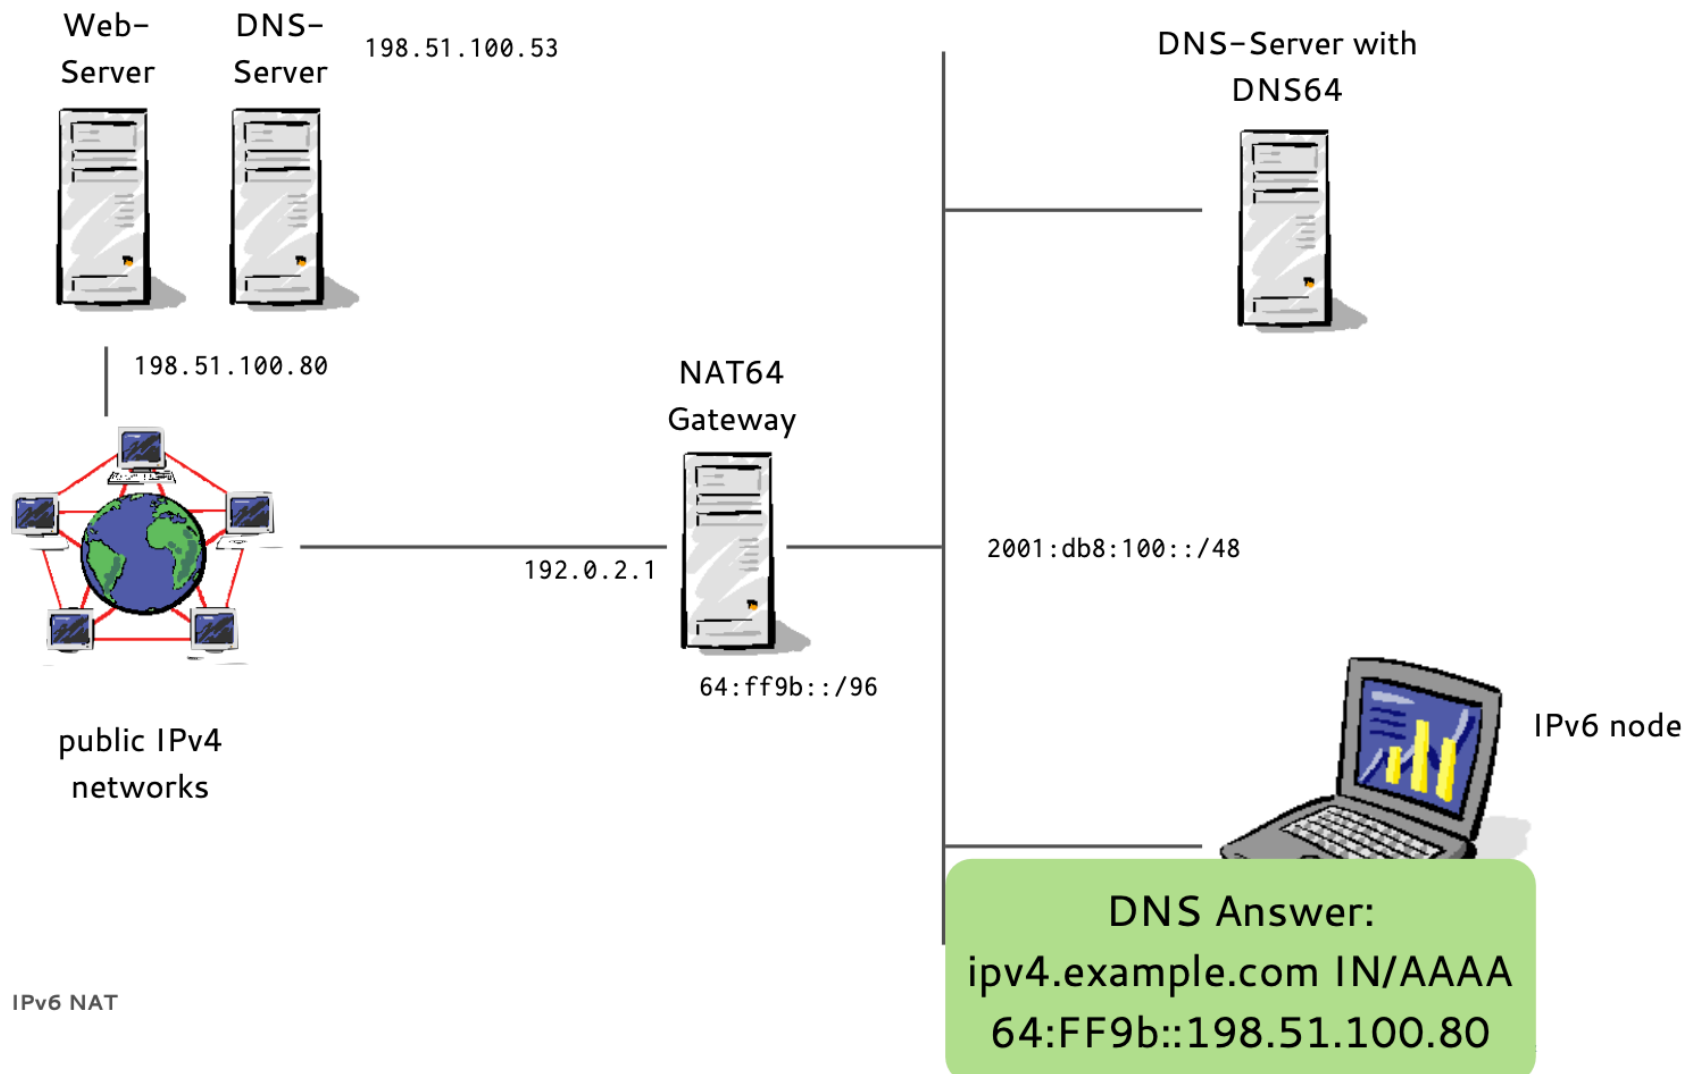 Web-
Server
DNS-
Server
198.51.100.53
DNS-Server with
DNS64
198.51.100.80
NAT64
Gateway
192.0.2.1
2001:db8:100::/48
64:ff9b::/96
public IPv4
networks
IPv6 node
DNS Answer:
ipv4.example.com IN/AAAA
64:FF9b::198.51.100.80
IPv6 NAT